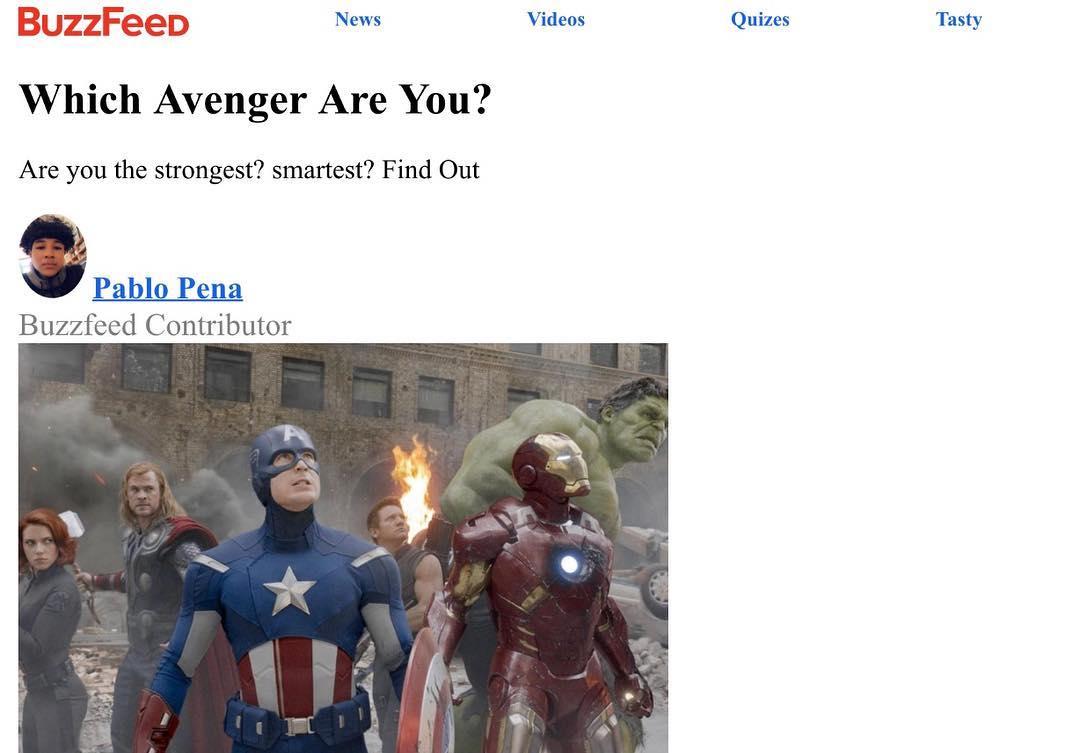 BuzzFeed News Videos Quizes Tasty
Which Avenger Are You?
Are you the strongest? smartest? Find Out
Pablo Pena
Buzzfeed Contributor
A